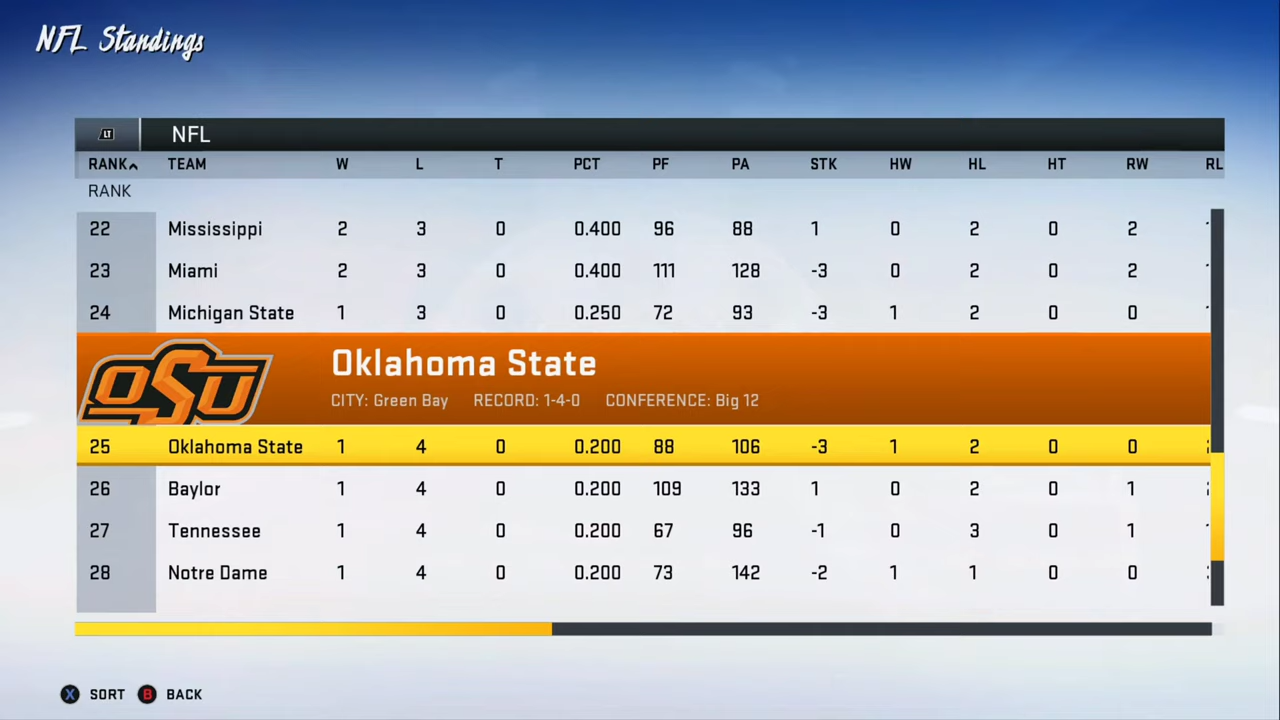 NFL Standings
LT NFL
RANK TEAM W L T PCT PF PA STK HW HL HT RW RL
RANK
22 Mississippi 2 3 0 0.400 96 88 1 0 2 0 2
23 Miami 2 3 0 0.400 111 128 -3 0 2 0 2
24 Michigan State 1 3 0 0.250 72 93 -3 1 2 0 0
OSU
Oklahoma State
CITY: Green Bay RECORD: 1-4-0 CONFERENCE: Big 12
25 Oklahoma State 1 4 0 0.200 88 106 -3 1 2 0 0
26 Baylor 1 4 0 0.200 109 133 1 0 2 0 1
27 Tennessee 1 4 0 0.200 67 96 -1 0 3 0 1
28 Notre Dame 1 4 0 0.200 73 142 -2 1 1 0 0
X SORT B BACK